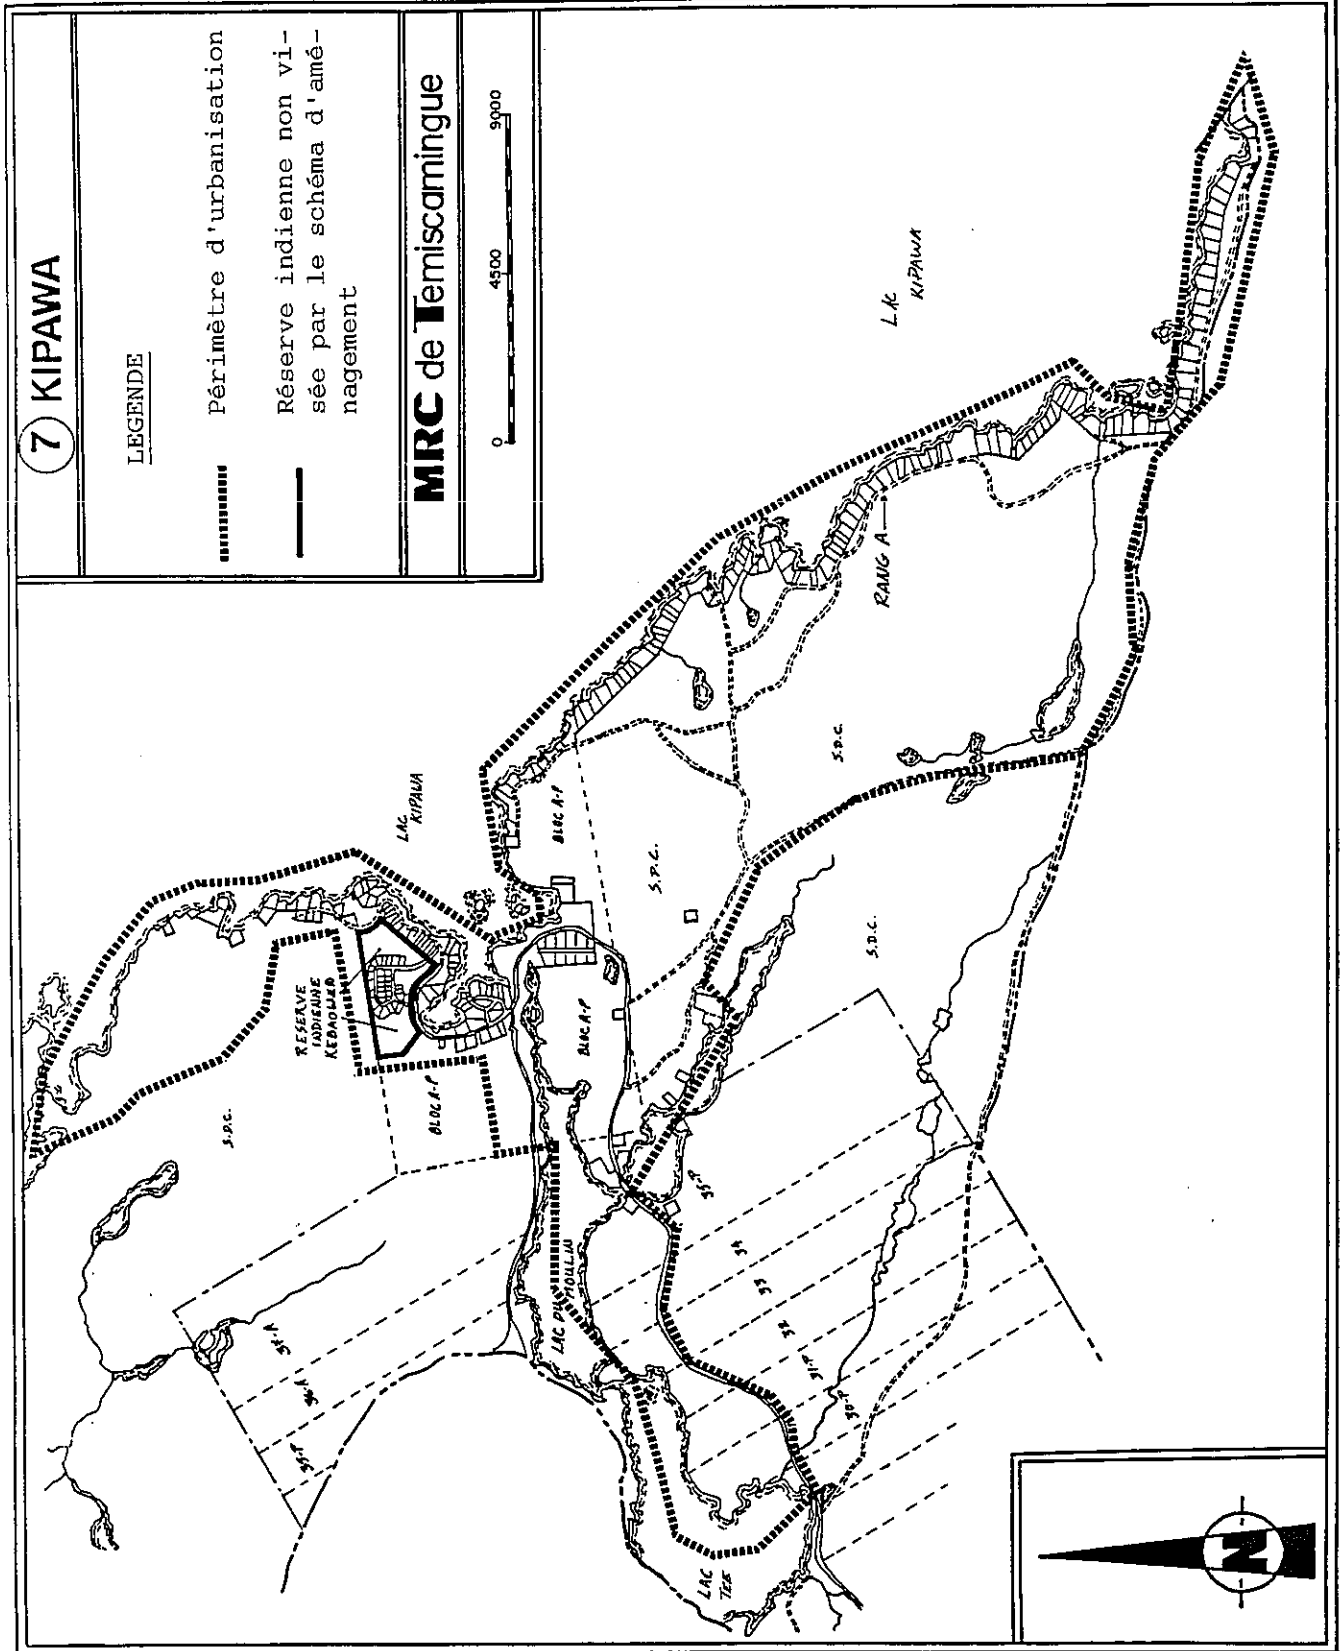 7 KIPAWA
LEGENDE
Périmètre d'urbanisation
Réserve indienne non vi-
sée par le schéma d'amé-
nagement
MRC de Temiscamingue
0 4500 9000
LAC
KIPAWA
LAC
KIPAWA
RESERVE
INDIENNE
KEBAOWEK
S.D.C.
BLOC A-P
BLOC A-P
BLOC A-P
S.D.C.
S.D.C.
S.D.C.
RANG A
LAC DU
MOULIN
LAC
TEE
37-A
36-A
35-P
35-P
34
33
32
31-P
30-P
N